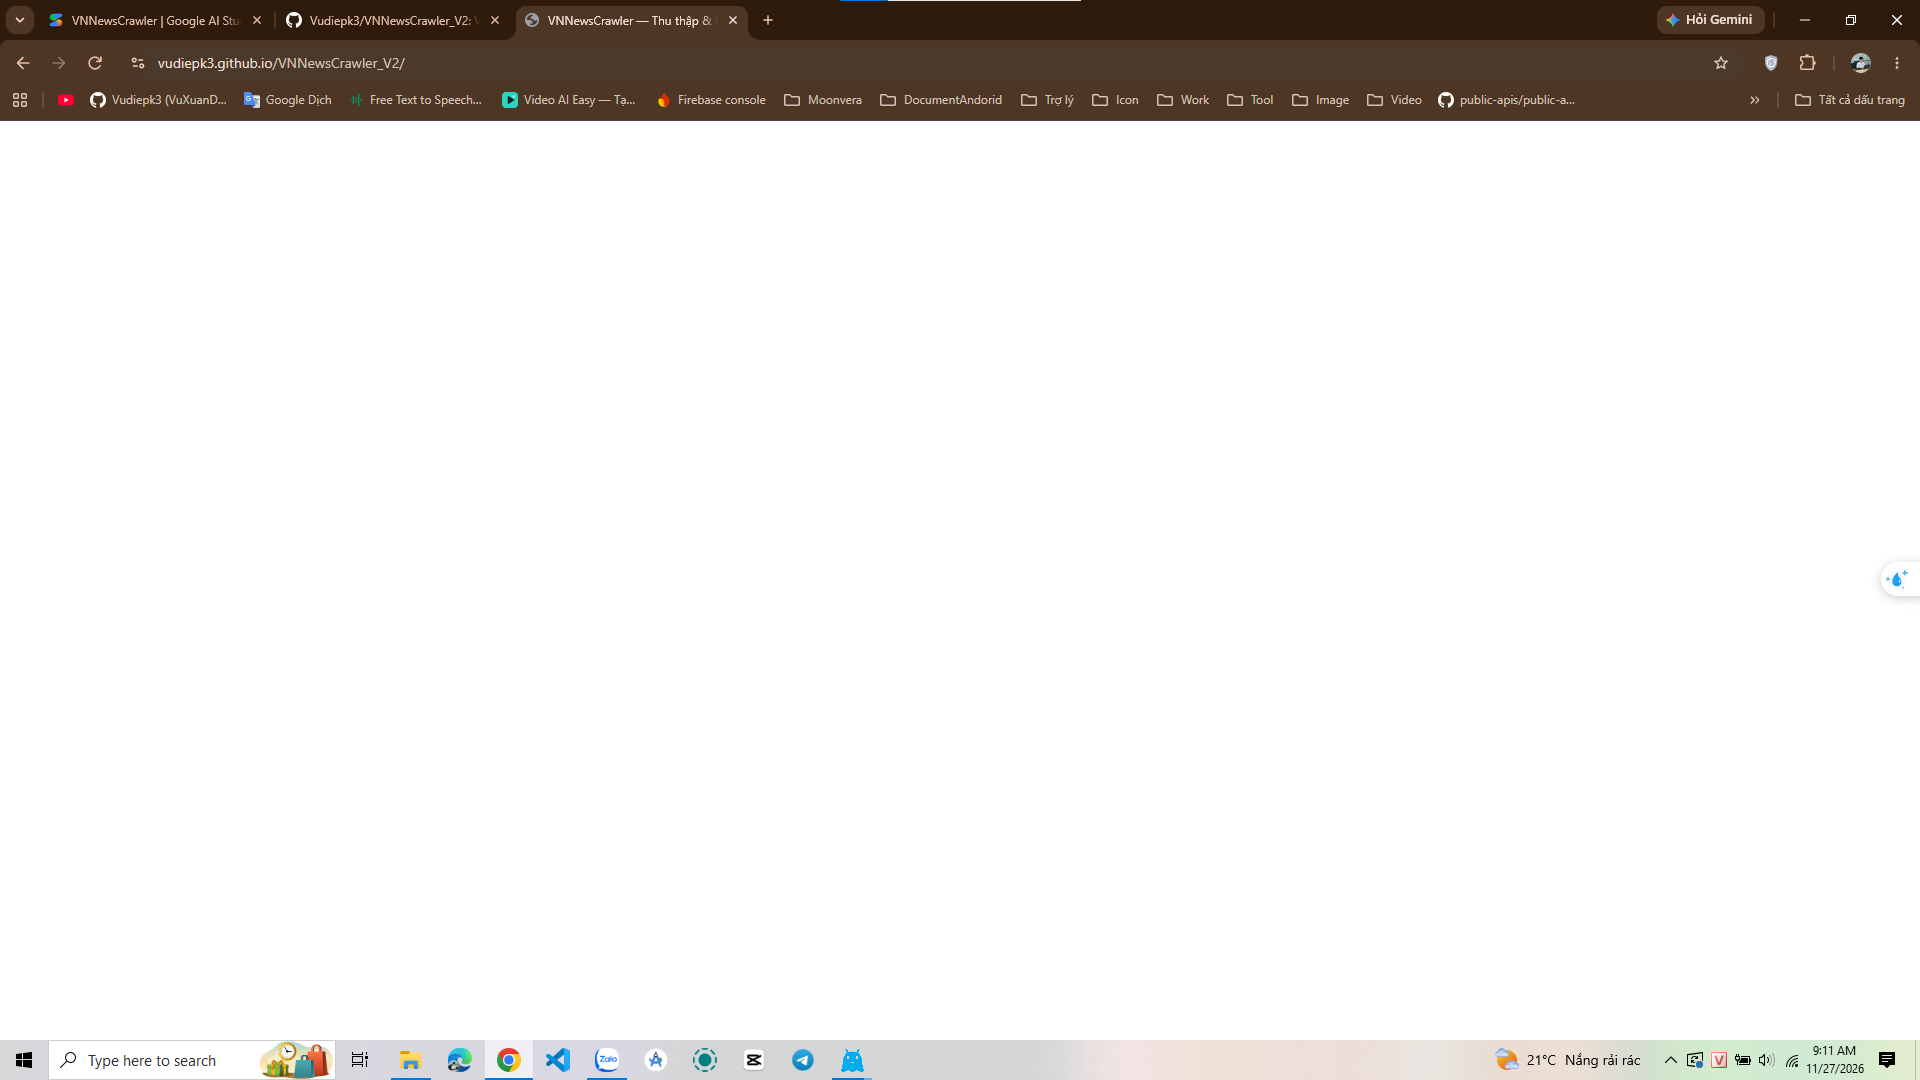 VNNewsCrawler | Google AI Stu
Vudiepk3/VNNewsCrawler_V2:
VNNewsCrawler — Thu thập &
Hỏi Gemini
vudiepk3.github.io/VNNewsCrawler_V2/
Vudiepk3 (VuXuanD...
Google Dịch
Free Text to Speech...
Video AI Easy — Tạ...
Firebase console
Moonvera
DocumentAndorid
Trợ lý
Icon
Work
Tool
Image
Video
public-apis/public-a...
Tất cả dấu trang
Type here to search
Zalo
21°C Nắng rải rác
V
9:11 AM
11/27/2026